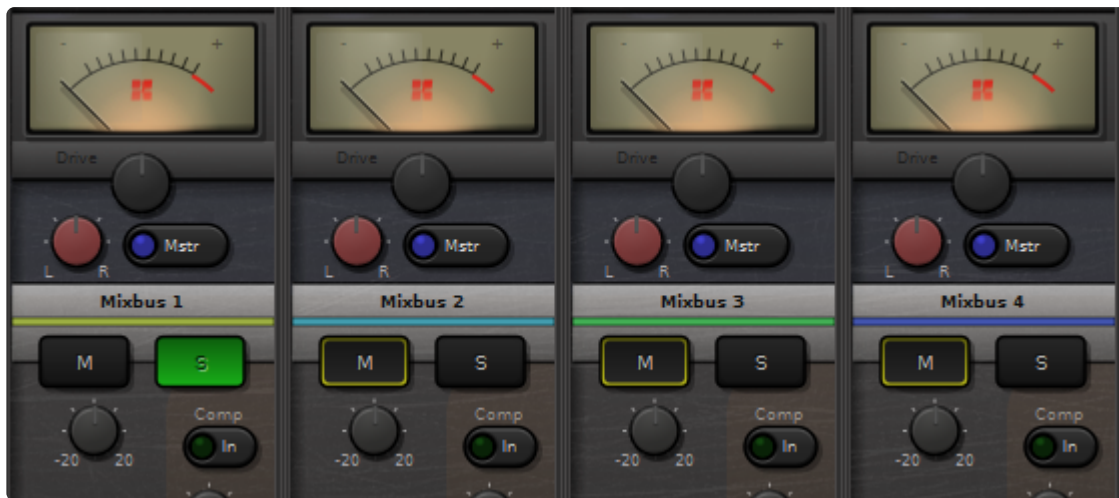 - + - + - + - +
Drive Drive Drive Drive
Mstr Mstr Mstr Mstr
L R L R L R L R
Mixbus 1 Mixbus 2 Mixbus 3 Mixbus 4
M S M S M S M S
Comp Comp Comp Comp
In In In In
-20 20 -20 20 -20 20 -20 20